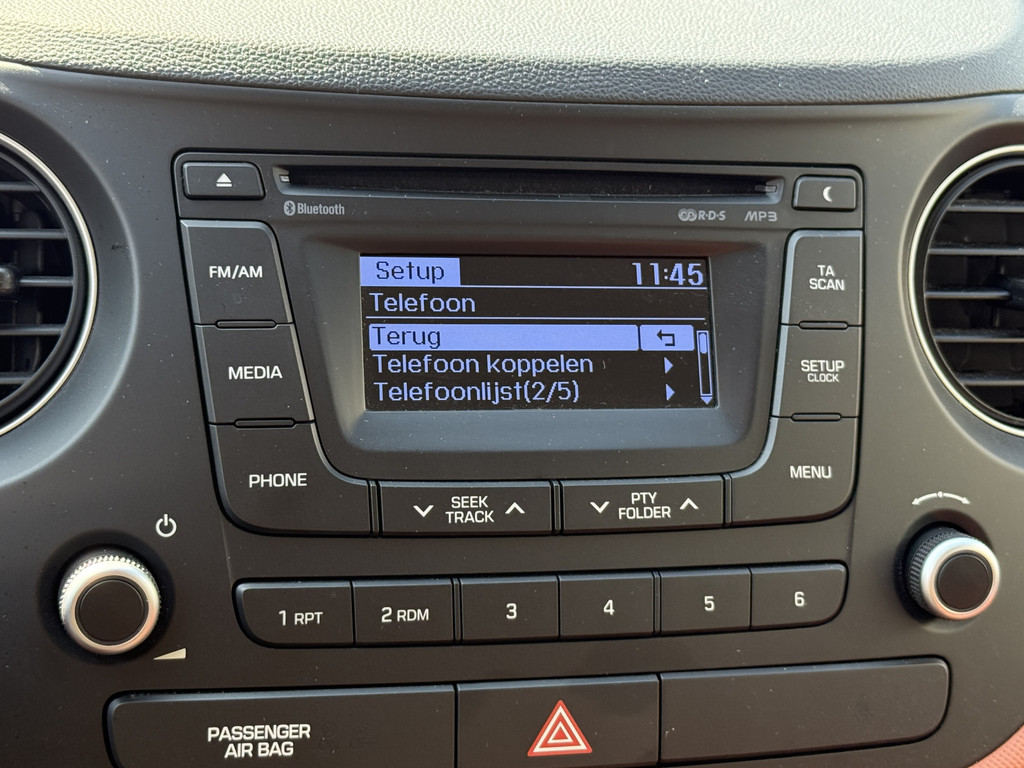 Bluetooth
R·D·S
MP3
FM/AM
MEDIA
PHONE
Setup
11:45
Telefoon
Terug
Telefoon koppelen
Telefoonlijst(2/5)
TA
SCAN
SETUP
CLOCK
MENU
SEEK
TRACK
PTY
FOLDER
1 RPT
2 RDM
3
4
5
6
PASSENGER
AIR BAG